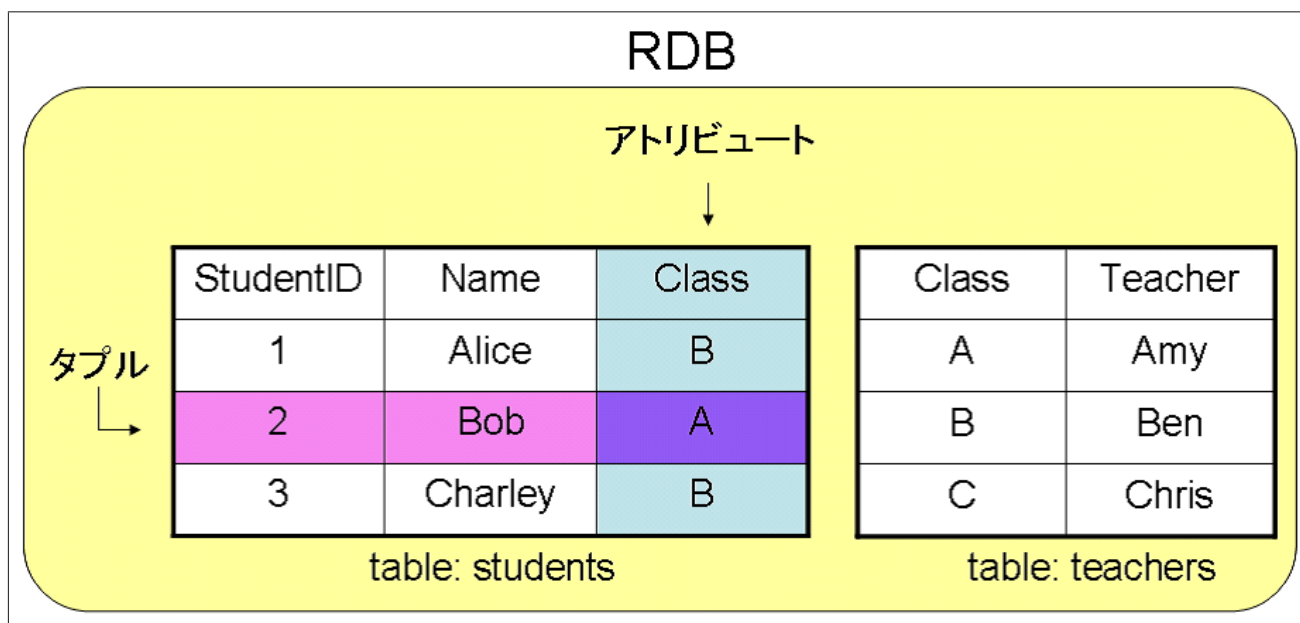 RDB
アトリビュート
StudentID Name Class
1 Alice B
タプル
2 Bob A
3 Charley B
table: students
Class Teacher
A Amy
B Ben
C Chris
table: teachers